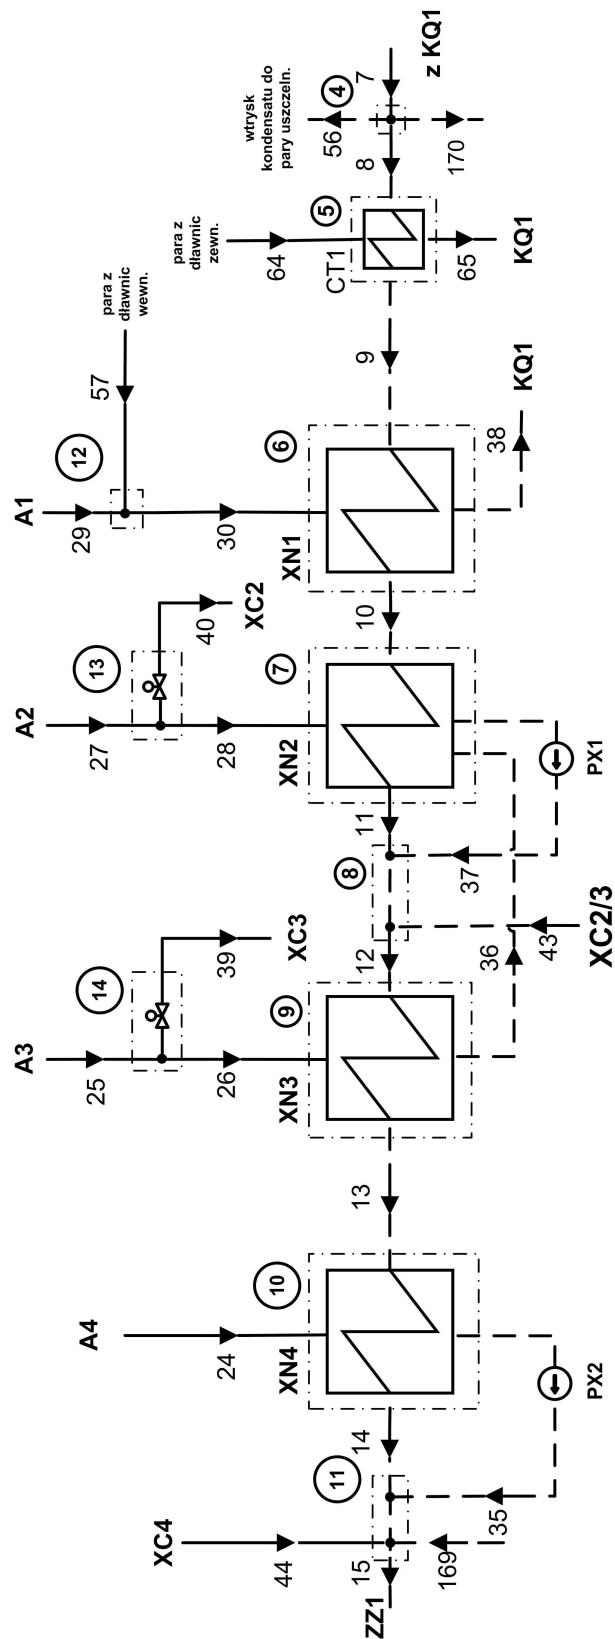 A3
A2
A1
25
27
29
A4
14
13
12
57
para z
dławnic
wewn.
XC4
24
26
28
30
39
40
XC3
XC2
para z
dławnic
zewn.
64
wtrysk
kondensatu do
pary uszczeln.
44
XN4
10
XN3
9
XN2
7
XN1
6
CT1
5
56
4
11
ZZ1
15
14
13
12
8
11
10
9
8
7
z KQ1
169
35
43
36
37
38
65
170
KQ1
KQ1
XC2/3
PX2
PX1